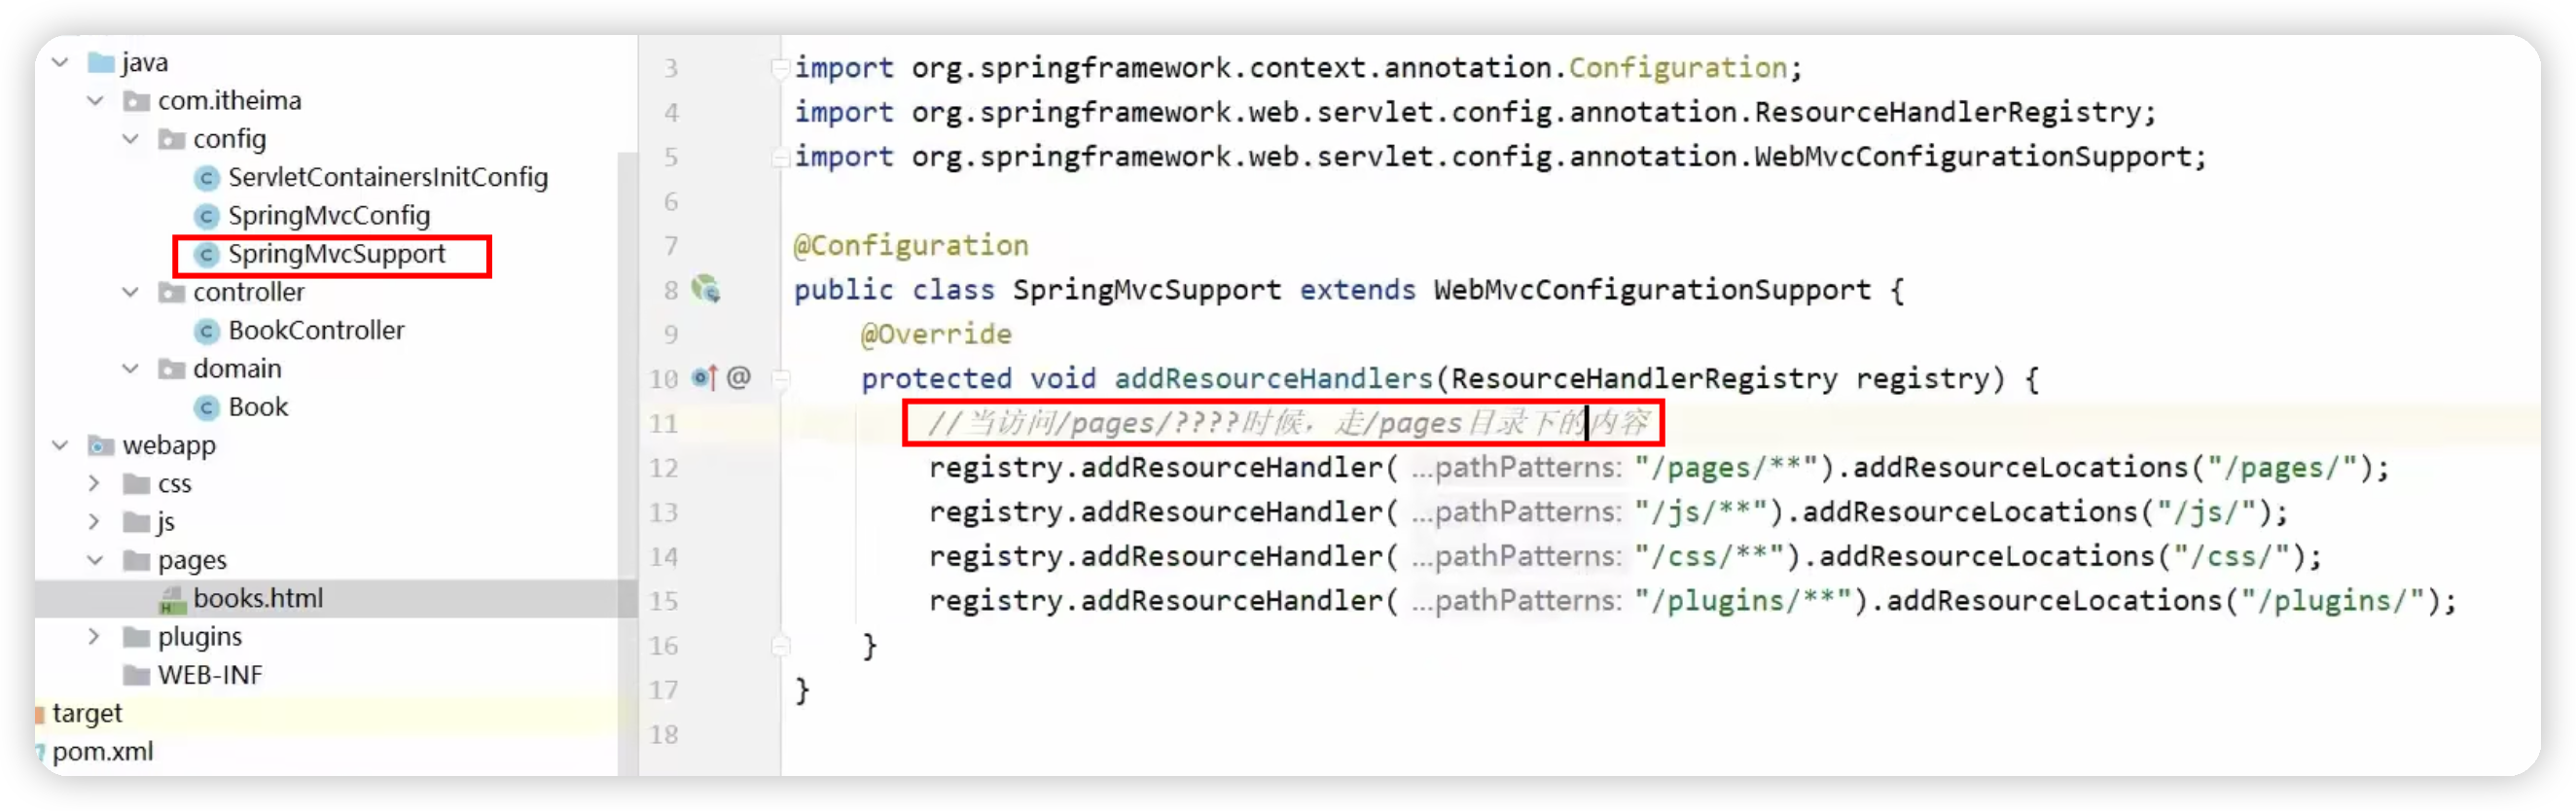 java
com.itheima
config
ServletContainersInitConfig
SpringMvcConfig
SpringMvcSupport
controller
BookController
domain
Book
webapp
css
js
pages
books.html
plugins
WEB-INF
target
pom.xml
3 import org.springframework.context.annotation.Configuration;
4 import org.springframework.web.servlet.config.annotation.ResourceHandlerRegistry;
5 import org.springframework.web.servlet.config.annotation.WebMvcConfigurationSupport;
6
7 @Configuration
8 public class SpringMvcSupport extends WebMvcConfigurationSupport {
9 @Override
10 @ protected void addResourceHandlers(ResourceHandlerRegistry registry) {
11 //当访问/pages/????时候，走/pages目录下的内容
12 registry.addResourceHandler( ...pathPatterns: "/pages/**").addResourceLocations("/pages/");
13 registry.addResourceHandler( ...pathPatterns: "/js/**").addResourceLocations("/js/");
14 registry.addResourceHandler( ...pathPatterns: "/css/**").addResourceLocations("/css/");
15 registry.addResourceHandler( ...pathPatterns: "/plugins/**").addResourceLocations("/plugins/");
16 }
17 }
18